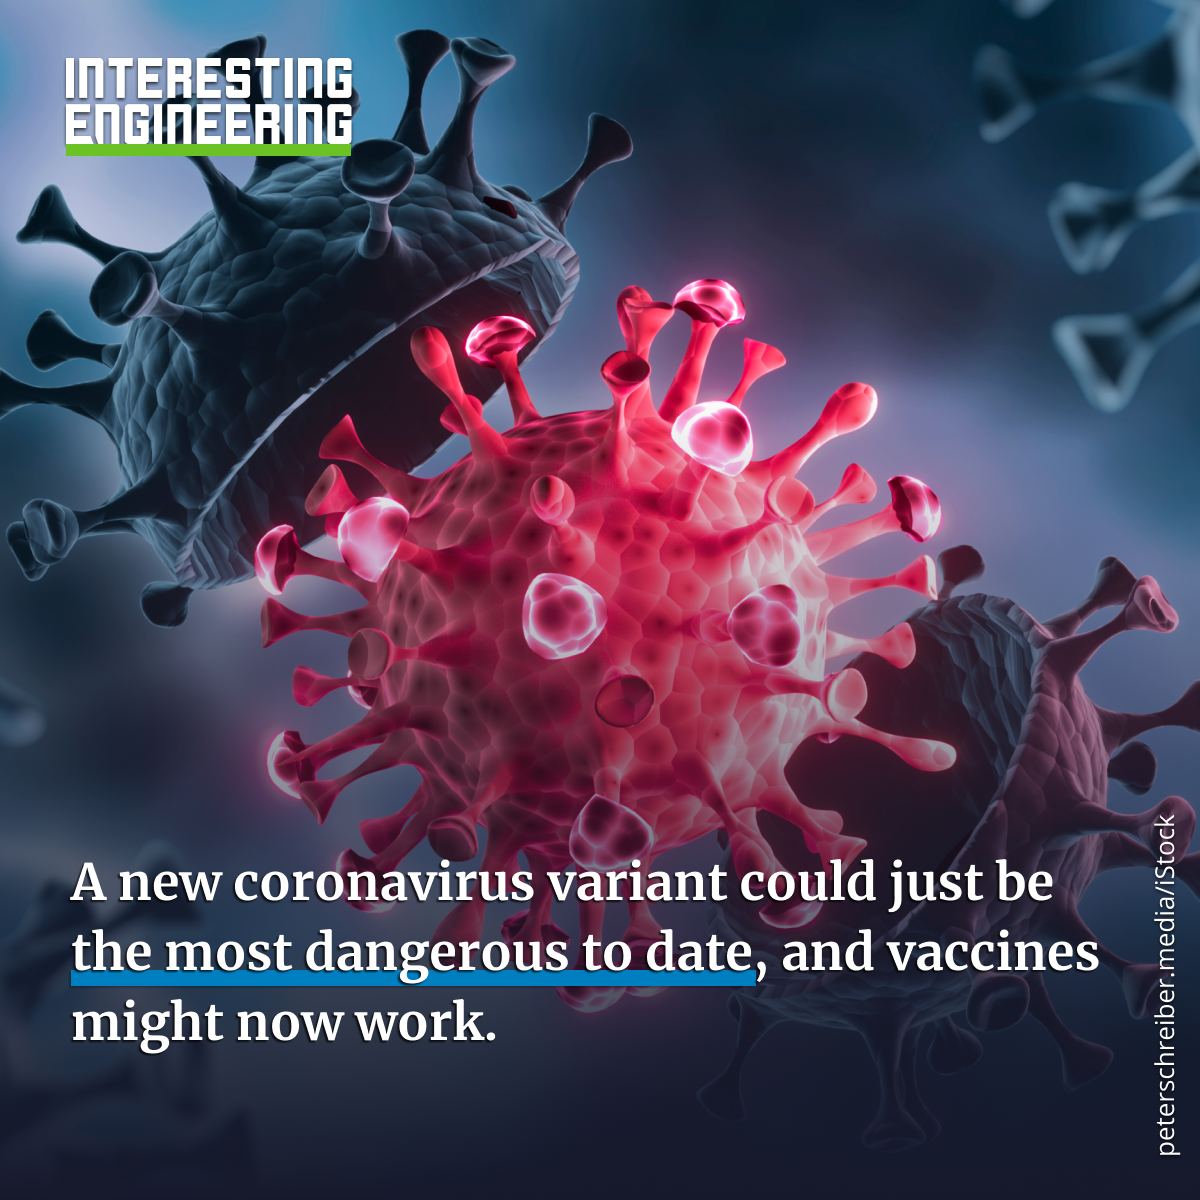 INTERESTING
ENGINEERING
A new coronavirus variant could just be
the most dangerous to date, and vaccines
might now work.
peterschreiber.media/iStock